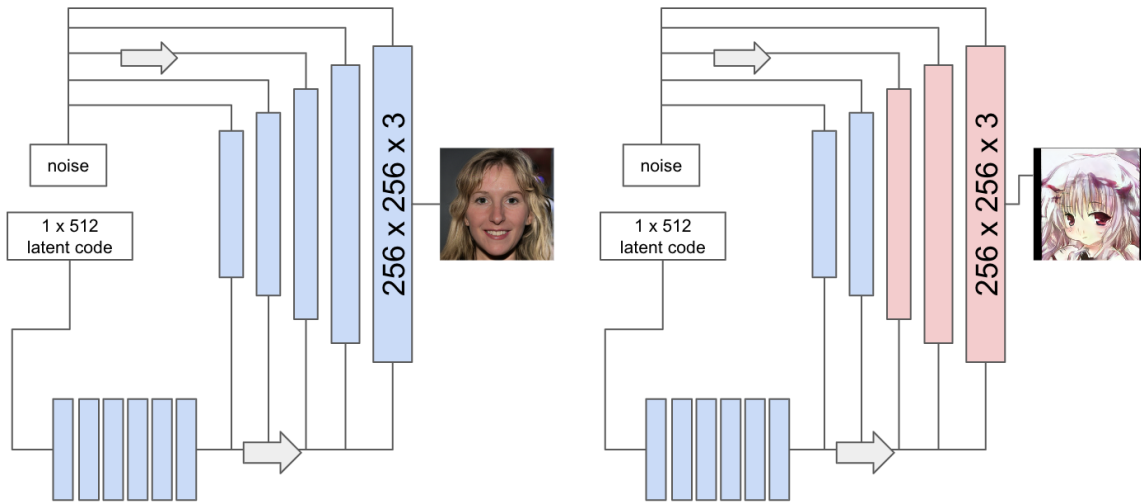 noise
1 x 512
latent code
256 x 256 x 3
noise
1 x 512
latent code
256 x 256 x 3